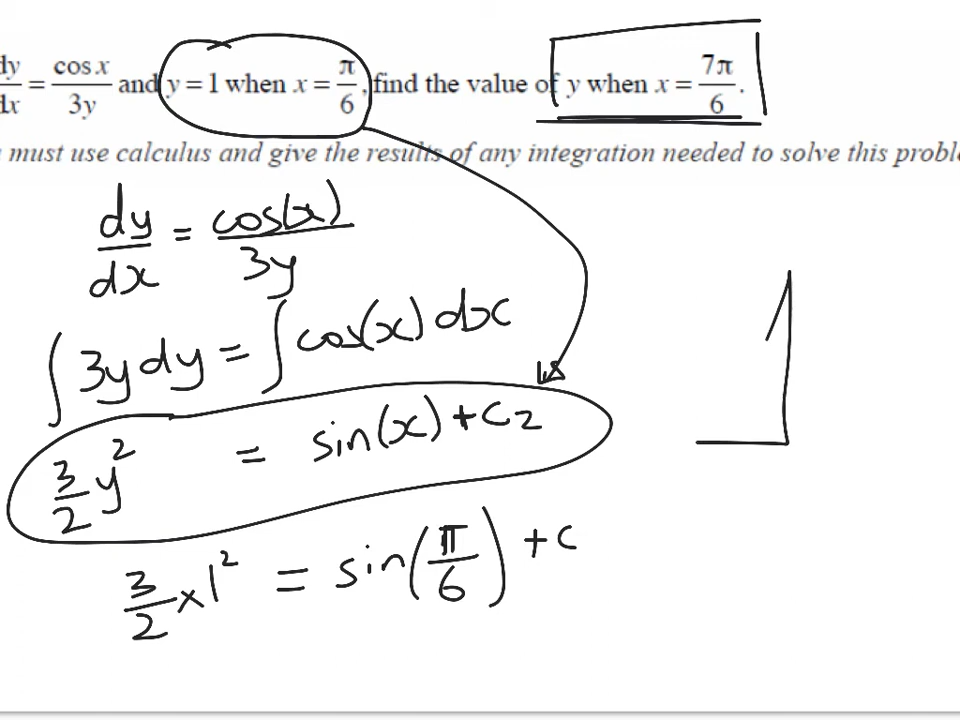 dy/dx = cos x/3y and y = 1 when x = π/6, find the value of y when x = 7π/6.
must use calculus and give the results of any integration needed to solve this
dy/dx = cos(x)/3y
∫ 3y dy = ∫ cos(x) dx
3/2 y² = sin(x) + c₂
3/2 × 1² = sin(π/6) + c